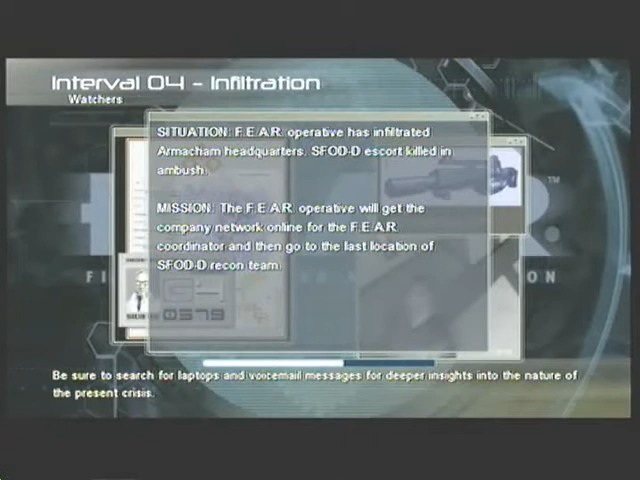 Interval 04 - Infiltration
Watchers
SITUATION: F.E.A.R. operative has infiltrated
Armacham headquarters. SFOD-D escort killed in
ambush.
MISSION: The F.E.A.R. operative will get the
company network online for the F.E.A.R.
coordinator and then go to the last location of
SFOD-D recon team.
TM
R.
F I
O N
0579
Be sure to search for laptops and voicemail messages for deeper insights into the nature of
the present crisis.